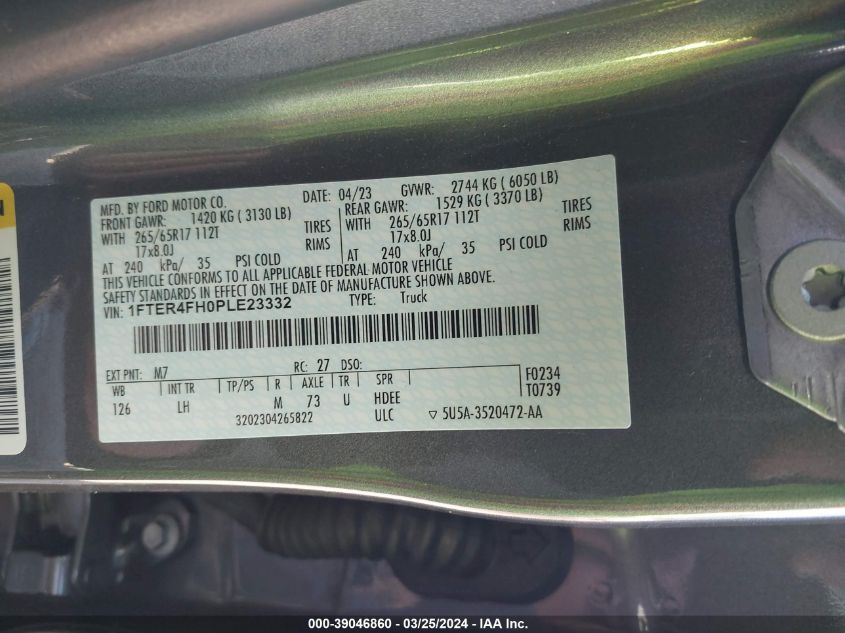 N
MFD. BY FORD MOTOR CO. DATE: 04/23 GVWR: 2744 KG ( 6050 LB)
FRONT GAWR: 1420 KG ( 3130 LB) REAR GAWR: 1529 KG ( 3370 LB)
WITH 265/65R17 112T TIRES WITH 265/65R17 112T TIRES
17x8.0J RIMS 17x8.0J RIMS
AT 240 kPa/ 35 PSI COLD AT 240 kPa/ 35 PSI COLD
THIS VEHICLE CONFORMS TO ALL APPLICABLE FEDERAL MOTOR VEHICLE
SAFETY STANDARDS IN EFFECT ON THE DATE OF MANUFACTURE SHOWN ABOVE.
VIN: 1FTER4FH0PLE23332 TYPE: Truck
EXT PNT: M7 RC: 27 DSO:
WB INT TR TP/PS R AXLE TR SPR F0234
126 LH M 73 U HDEE T0739
3202304265822 ULC ▽ 5U5A-3520472-AA
000-39046860 - 03/25/2024 - IAA Inc.